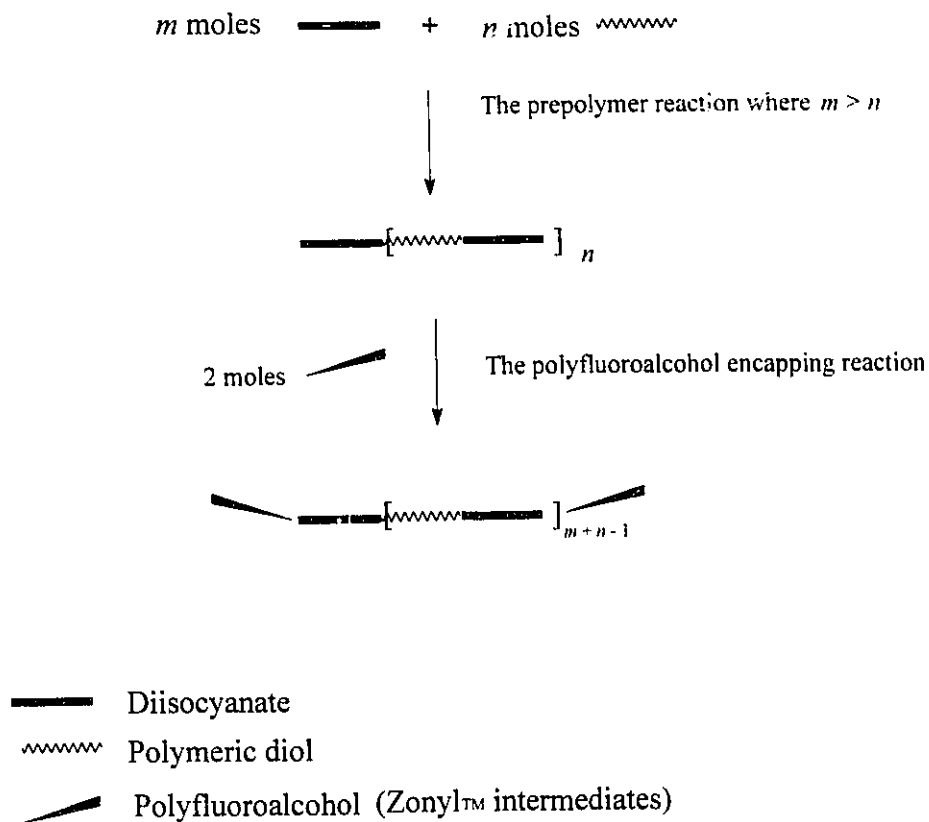 m moles + n moles
The prepolymer reaction where m > n
[ ] n
2 moles
The polyfluoroalcohol encapping reaction
[ ] m + n - 1
Diisocyanate
Polymeric diol
Polyfluoroalcohol (Zonyl™ intermediates)